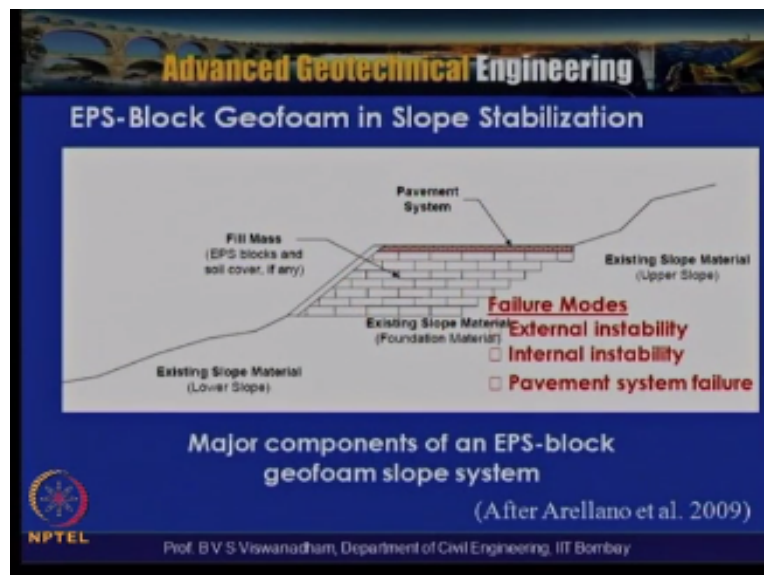 Advanced Geotechnical Engineering
EPS-Block Geofoam in Slope Stabilization
Pavement
System
Fill Mass
(EPS blocks and
soil cover, if any)
Existing Slope Material
(Upper Slope)
Failure Modes
Existing Slope Material
(Foundation Material)
External instability
Internal instability
Pavement system failure
Existing Slope Material
(Lower Slope)
Major components of an EPS-block
geofoam slope system
(After Arellano et al. 2009)
NPTEL
Prof. B V S Viswanadham, Department of Civil Engineering, IIT Bombay